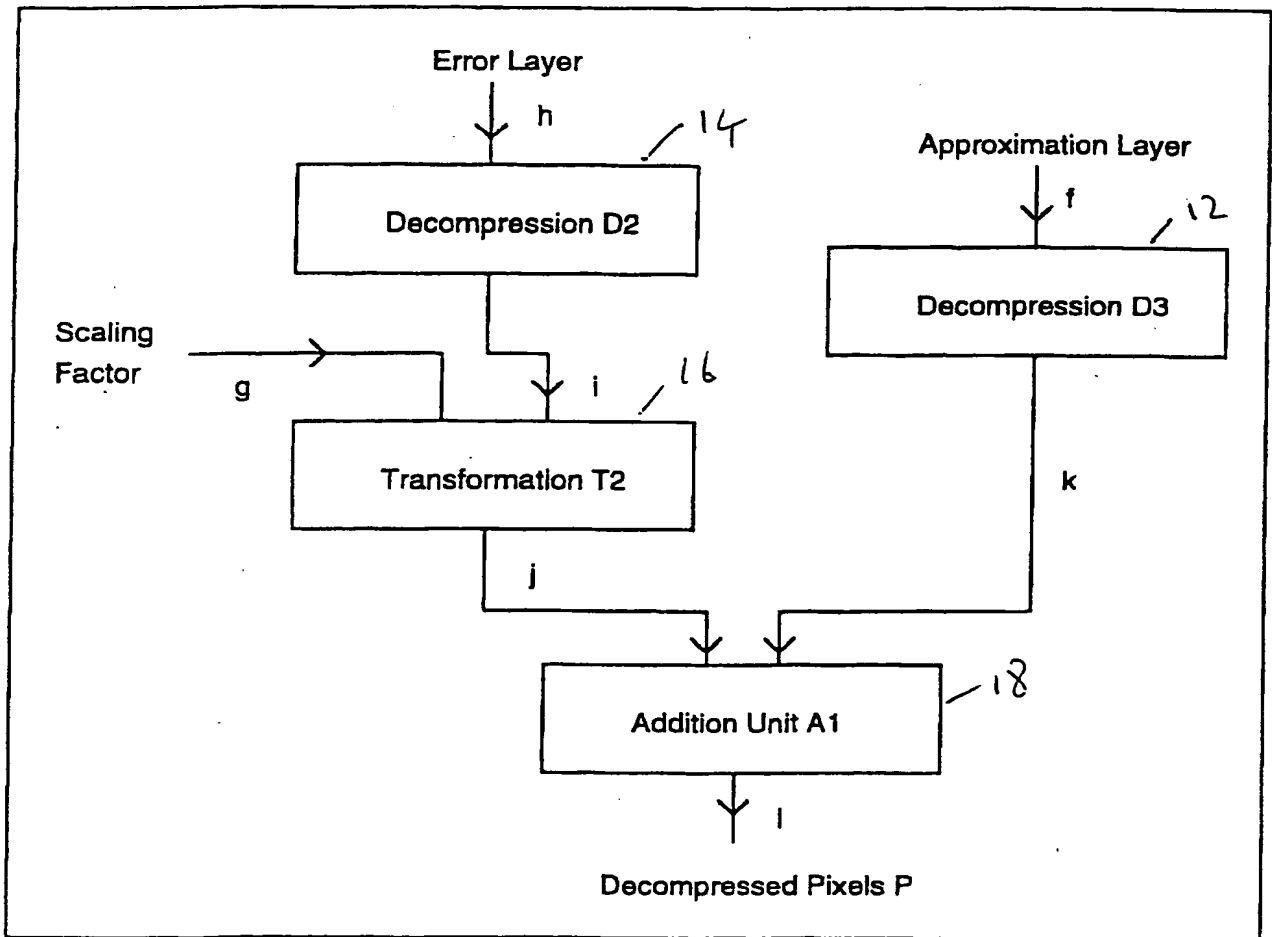 Error Layer
h
14
Decompression D2
Approximation Layer
f
12
Decompression D3
Scaling
Factor
g
i
16
Transformation T2
k
j
18
Addition Unit A1
l
Decompressed Pixels P